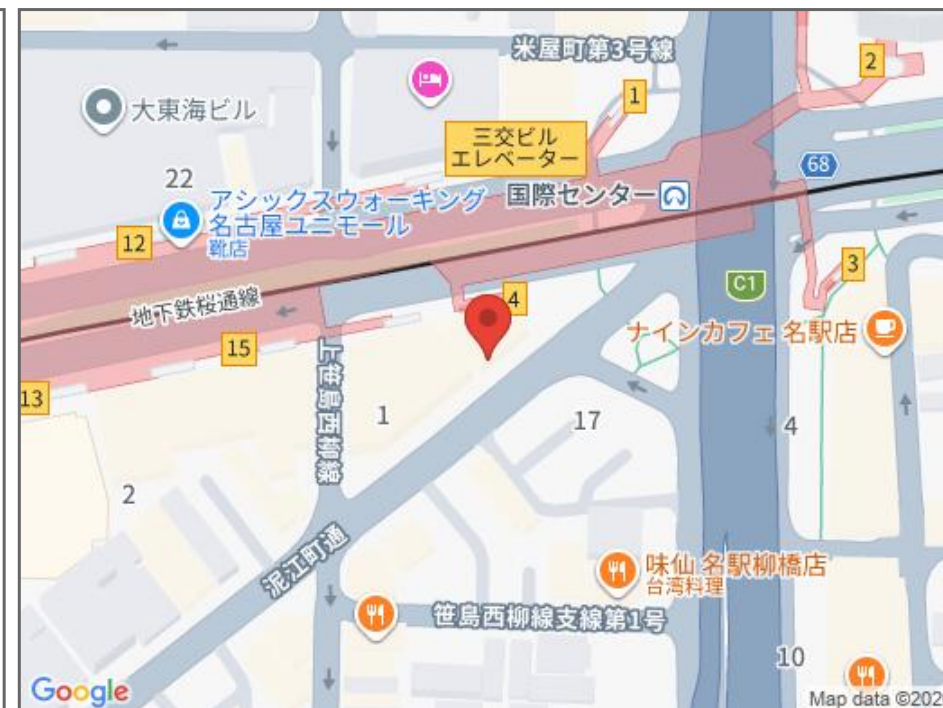 米屋町第3号線
2
1
大東海ビル
三交ビル
エレベーター
68
22
アシックスウォーキング
名古屋ユニモール
靴店
国際センター
12
3
C1
地下鉄桜通線
4
ナインカフェ 名駅店
15
上笹島西柳線
13
1
17
4
2
泥江町通
味仙 名駅柳橋店
台湾料理
笹島西柳線支線第1号
10
Google
Map data ©202